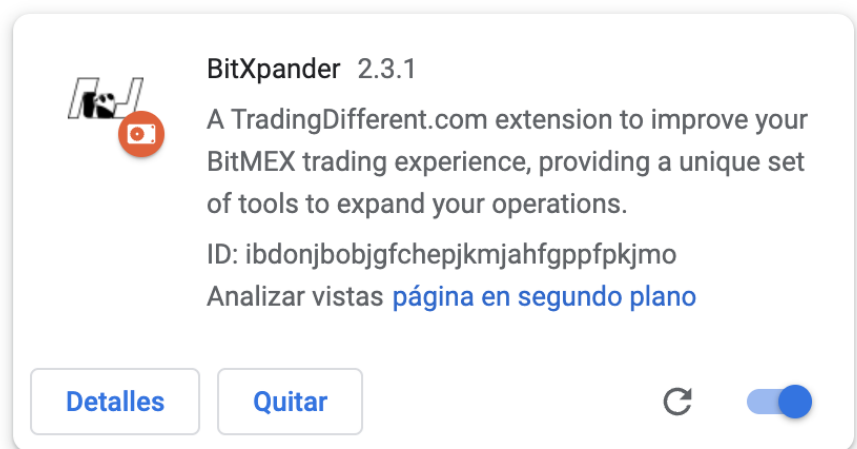 BitXpander 2.3.1
A TradingDifferent.com extension to improve your
BitMEX trading experience, providing a unique set
of tools to expand your operations.
ID: ibdonjbobjgfchepjkmjahfgppfpkjmo
Analizar vistas página en segundo plano
Detalles
Quitar